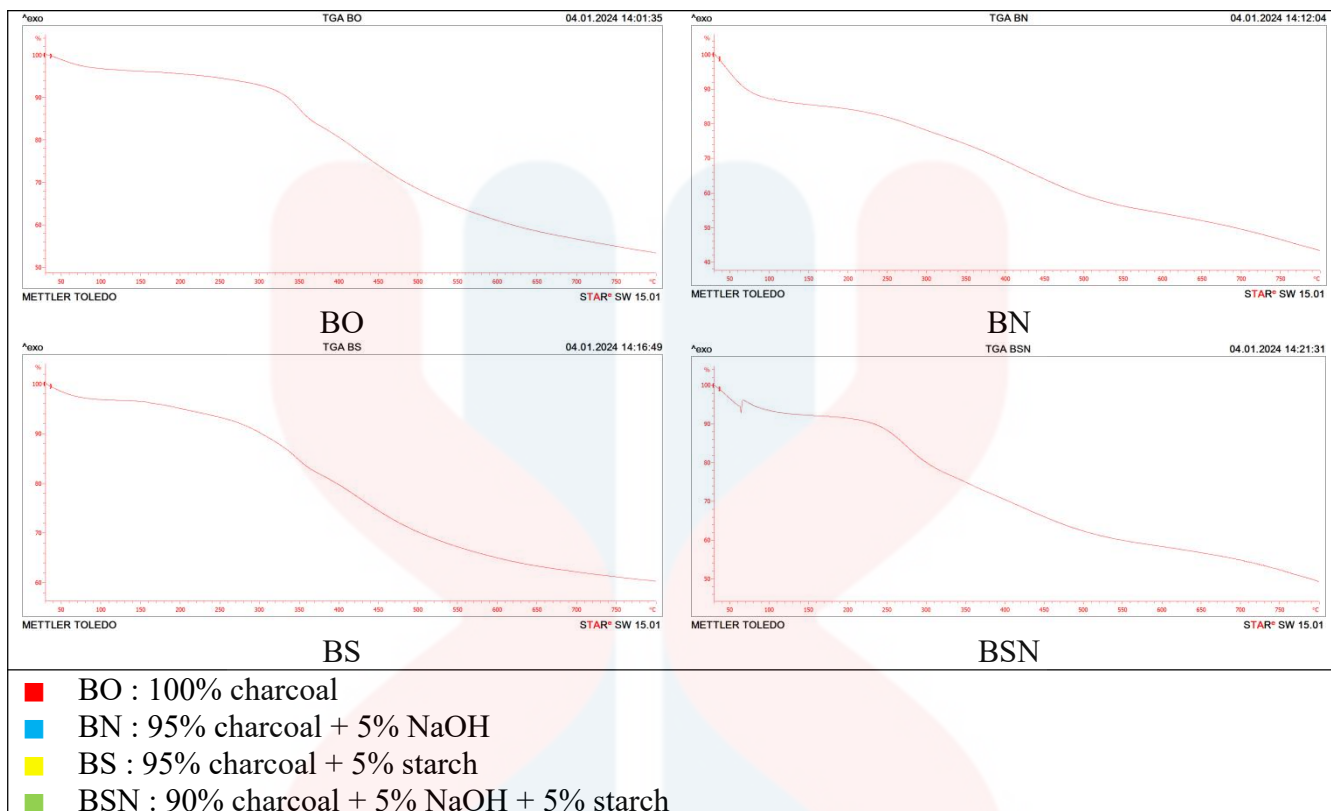 ^exo TGA BO 04.01.2024 14:01:35
%
100
90
80
70
60
50
50 100 150 200 250 300 350 400 450 500 550 600 650 700 750 °C
METTLER TOLEDO STARᵉ SW 15.01
BO
^exo TGA BN 04.01.2024 14:12:04
%
100
90
80
70
60
50
40
50 100 150 200 250 300 350 400 450 500 550 600 650 700 750 °C
METTLER TOLEDO STARᵉ SW 15.01
BN
^exo TGA BS 04.01.2024 14:16:49
%
100
90
80
70
60
50 100 150 200 250 300 350 400 450 500 550 600 650 700 750 °C
METTLER TOLEDO STARᵉ SW 15.01
BS
^exo TGA BSN 04.01.2024 14:21:31
%
100
90
80
70
60
50
50 100 150 200 250 300 350 400 450 500 550 600 650 700 750 °C
METTLER TOLEDO STARᵉ SW 15.01
BSN
BO : 100% charcoal
BN : 95% charcoal + 5% NaOH
BS : 95% charcoal + 5% starch
BSN : 90% charcoal + 5% NaOH + 5% starch